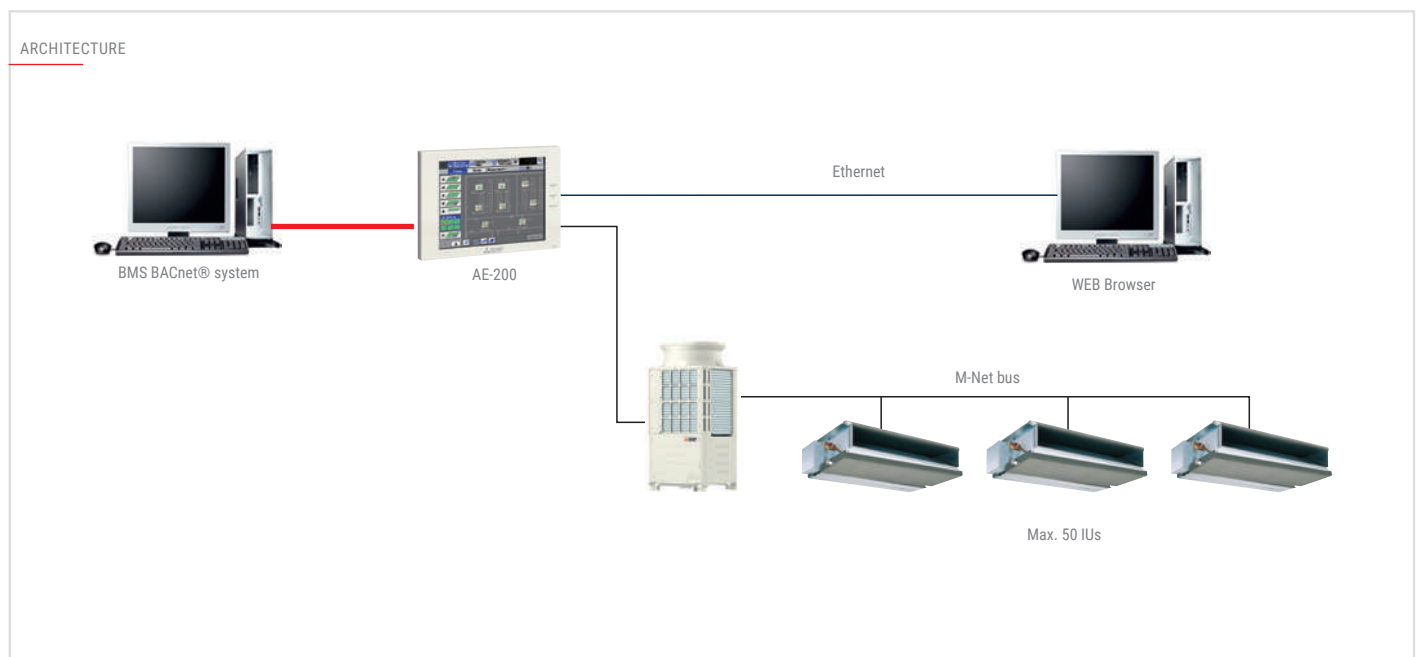 ARCHITECTURE
Ethernet
BMS BACnet® system
AE-200
WEB Browser
M-Net bus
Max. 50 IUs